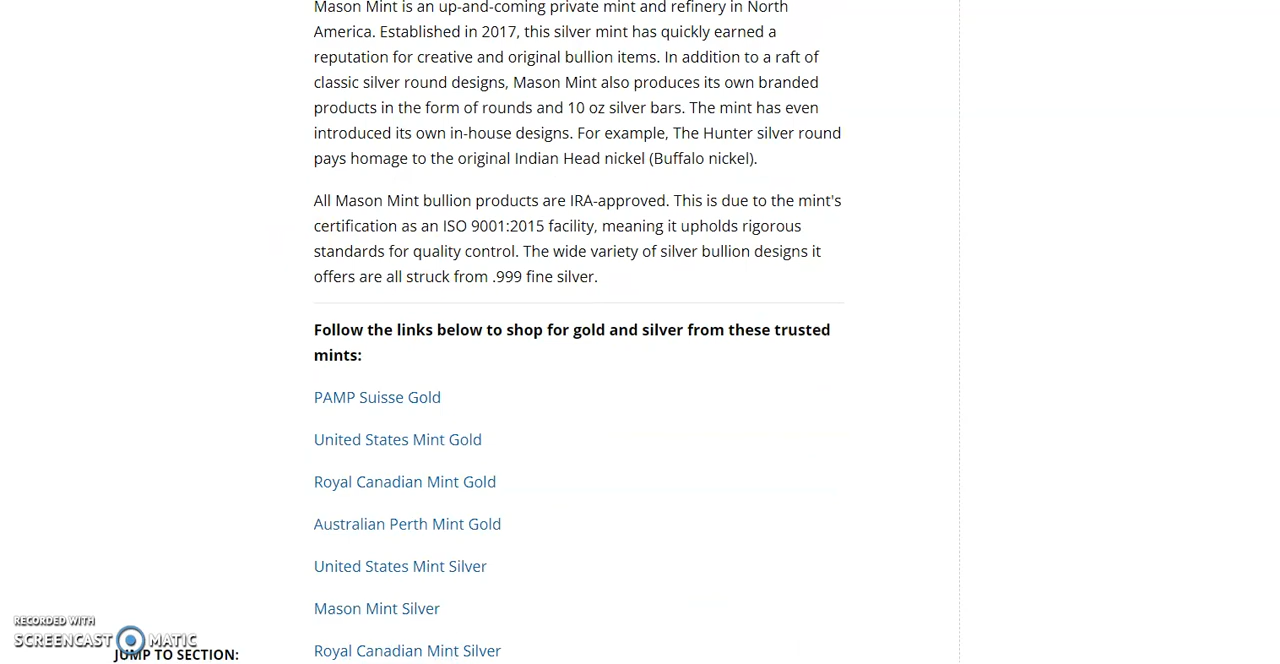 Mason Mint is an up-and-coming private mint and refinery in North
America. Established in 2017, this silver mint has quickly earned a
reputation for creative and original bullion items. In addition to a raft of
classic silver round designs, Mason Mint also produces its own branded
products in the form of rounds and 10 oz silver bars. The mint has even
introduced its own in-house designs. For example, The Hunter silver round
pays homage to the original Indian Head nickel (Buffalo nickel).
All Mason Mint bullion products are IRA-approved. This is due to the mint's
certification as an ISO 9001:2015 facility, meaning it upholds rigorous
standards for quality control. The wide variety of silver bullion designs it
offers are all struck from .999 fine silver.
Follow the links below to shop for gold and silver from these trusted
mints:
PAMP Suisse Gold
United States Mint Gold
Royal Canadian Mint Gold
Australian Perth Mint Gold
United States Mint Silver
Mason Mint Silver
Royal Canadian Mint Silver
RECORDED WITH
SCREENCAST MATIC
JUMP TO SECTION: